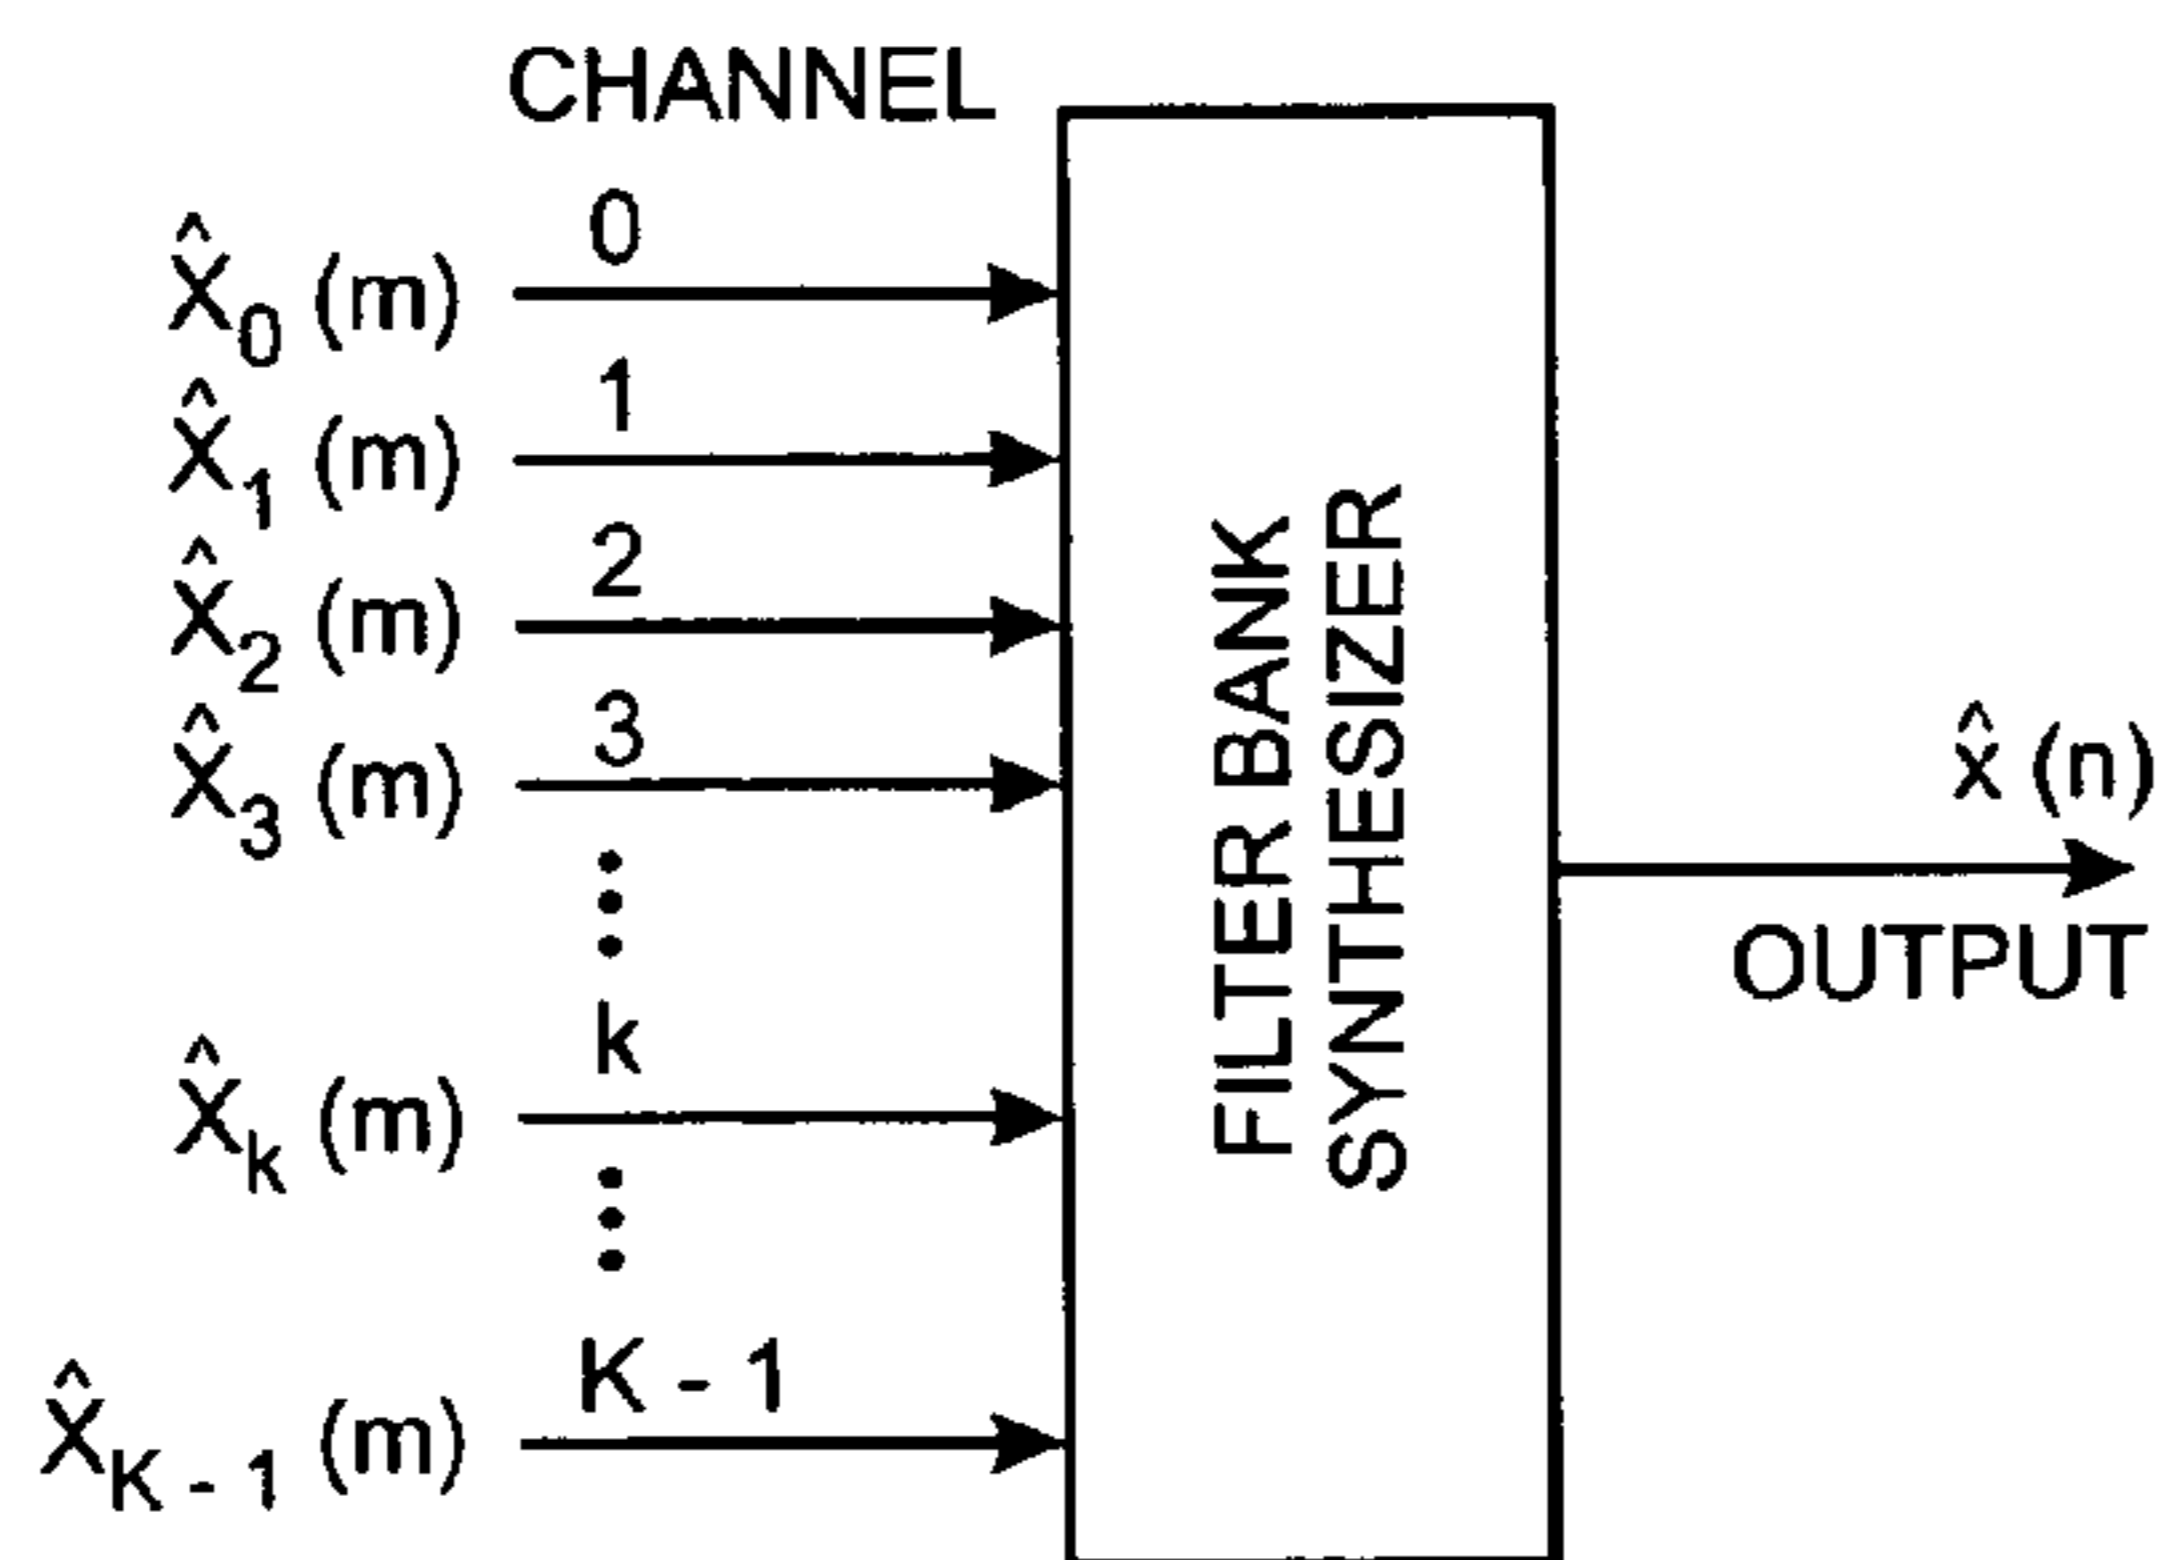 CHANNEL
X̂₀ (m) 0
X̂₁ (m) 1
X̂₂ (m) 2
X̂₃ (m) 3
X̂ₖ (m) k
X̂_{K - 1} (m) K - 1
FILTER BANK
SYNTHESIZER
x̂ (n)
OUTPUT